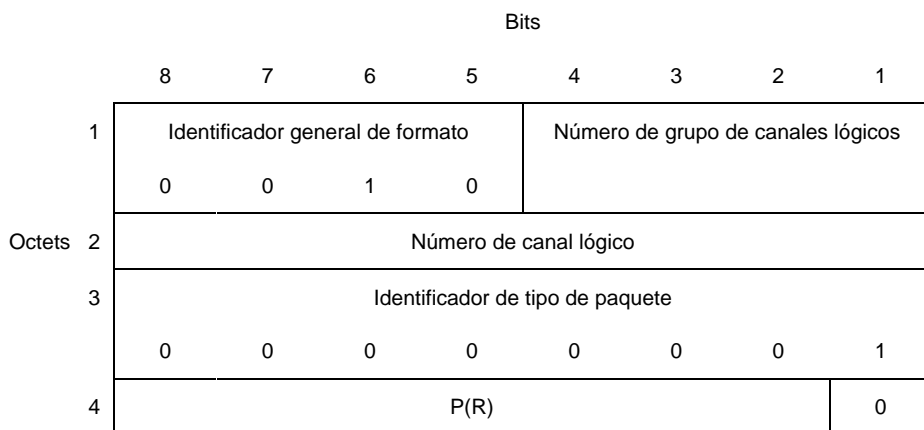 Bits
8 7 6 5 4 3 2 1
1 Identificador general de formato Número de grupo de canales lógicos
0 0 1 0
Octets 2 Número de canal lógico
3 Identificador de tipo de paquete
0 0 0 0 0 0 0 1
4 P(R) 0